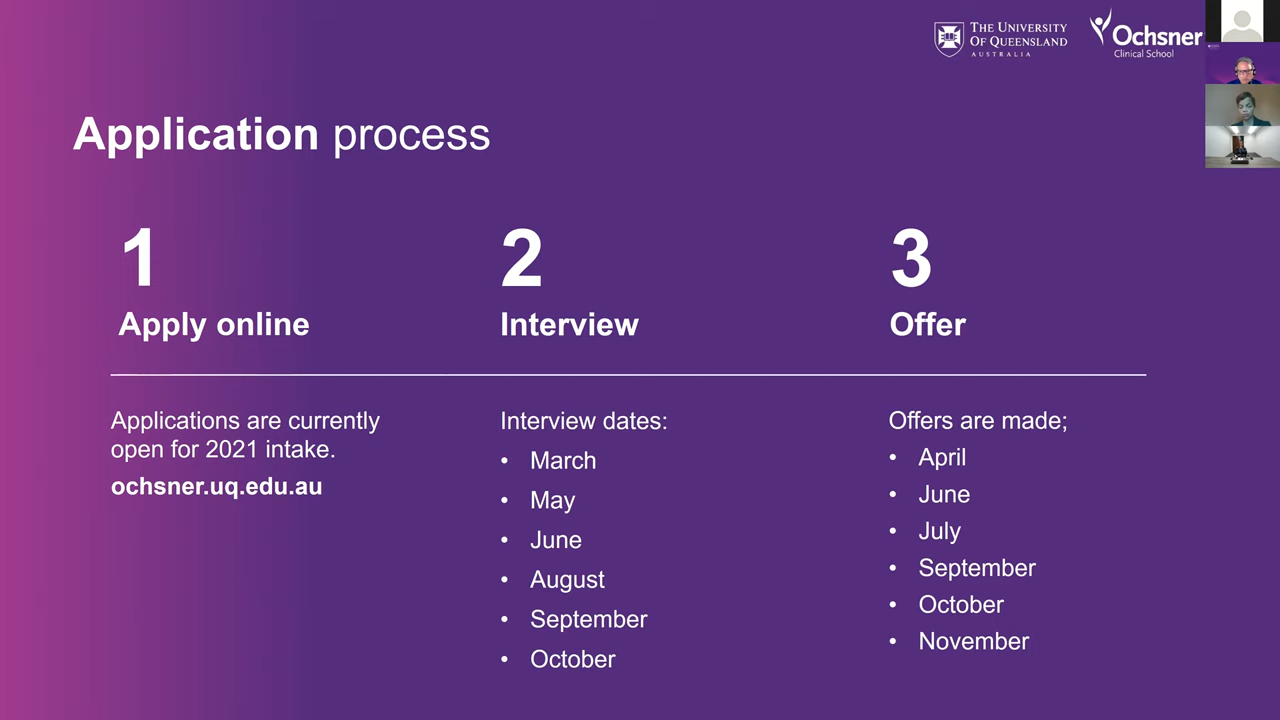 THE UNIVERSITY
OF QUEENSLAND
AUSTRALIA
Ochsner
Clinical School
Application process
1
Apply online
2
Interview
3
Offer
Applications are currently
open for 2021 intake.
ochsner.uq.edu.au
Interview dates:
• March
• May
• June
• August
• September
• October
Offers are made;
• April
• June
• July
• September
• October
• November